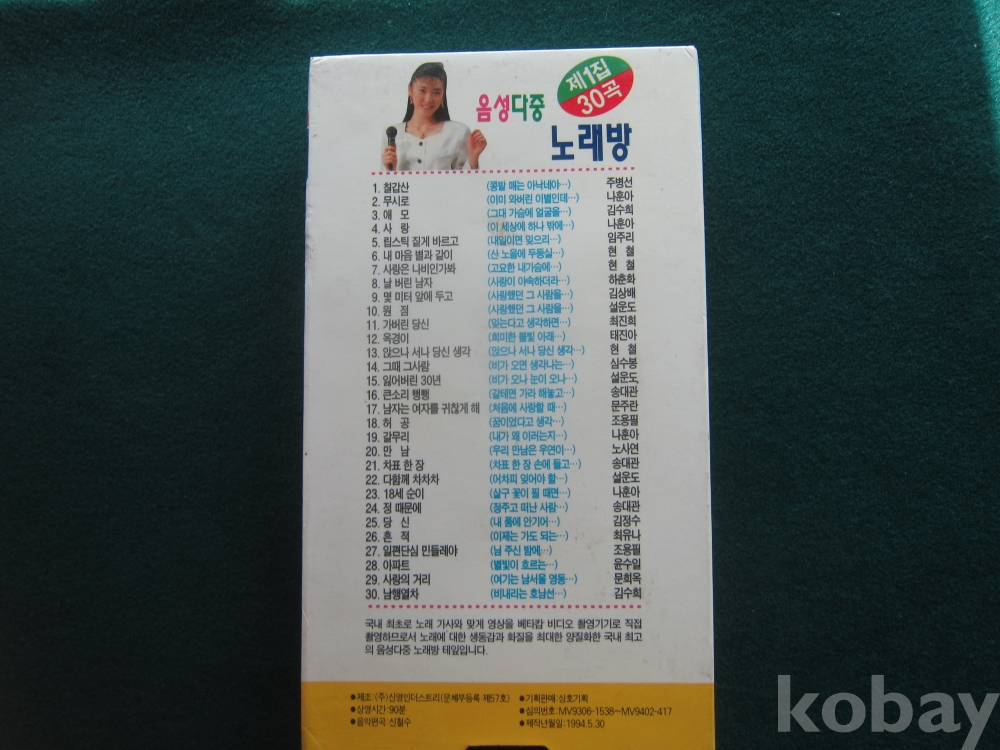 제1집
30곡
음성다중
노래방
1. 칠갑산 (콩밭 매는 아낙네야…) 주병선
2. 무시로 (이미 와버린 이별인데…) 나훈아
3. 애 모 (그대 가슴에 얼굴을…) 김수희
4. 사 랑 (이 세상에 하나 밖에…) 나훈아
5. 립스틱 짙게 바르고 (내일이면 잊으리…) 임주리
6. 내 마음 별과 같이 (산 노을에 두둥실…) 현 철
7. 사랑은 나비인가봐 (고요한 내가슴에…) 현 철
8. 날 버린 남자 (사랑이 야속하더라…) 하춘화
9. 몇 미터 앞에 두고 (사랑했던 그 사람을…) 김상배
10. 원 점 (사랑했던 그 사람을…) 설운도
11. 가버린 당신 (잊는다고 생각하면…) 최진희
12. 옥경이 (희미한 불빛 아래…) 태진아
13. 앉으나 서나 당신 생각 (앉으나 서나 당신 생각…) 현 철
14. 그때 그사람 (비가 오면 생각나는…) 심수봉
15. 잃어버린 30년 (비가 오나 눈이 오나…) 설운도
16. 큰소리 뻥뻥 (갈테면 가라 해놓고…) 송대관
17. 남자는 여자를 귀찮게 해 (처음에 사랑할 때…) 문주란
18. 허 공 (꿈이었다고 생각…) 조용필
19. 갈무리 (내가 왜 이러는지…) 나훈아
20. 만 남 (우리 만남은 우연이…) 노사연
21. 차표 한 장 (차표 한 장 손에 들고…) 송대관
22. 다함께 차차차 (어차피 잊어야 할…) 설운도
23. 18세 순이 (살구 꽃이 필 때면…) 나훈아
24. 정 때문에 (정주고 떠난 사람…) 송대관
25. 당 신 (내 품에 안기어…) 김정수
26. 흔 적 (이제는 가도 되는…) 최유나
27. 일편단심 민들레야 (님 주신 밤에…) 조용필
28. 아파트 (별빛이 흐르는…) 윤수일
29. 사랑의 거리 (여기는 남서울 영동…) 문희옥
30. 남행열차 (비내리는 호남선…) 김수희
국내 최초로 노래 가사와 맞게 영상을 베타캄 비디오 촬영기기로 직접
촬영하므로서 노래에 대한 생동감과 화질을 최대한 양질화한 국내 최고
의 음성다중 노래방 테잎입니다.
●제조:(주)신영인더스트리(문체부등록 제57호) ●기획판매:상호기획
●상영시간:90분 ●심의번호:MV9306-1538~MV9402-417
●음악편곡:신철수 ●제작년월일:1994.5.30
kobay